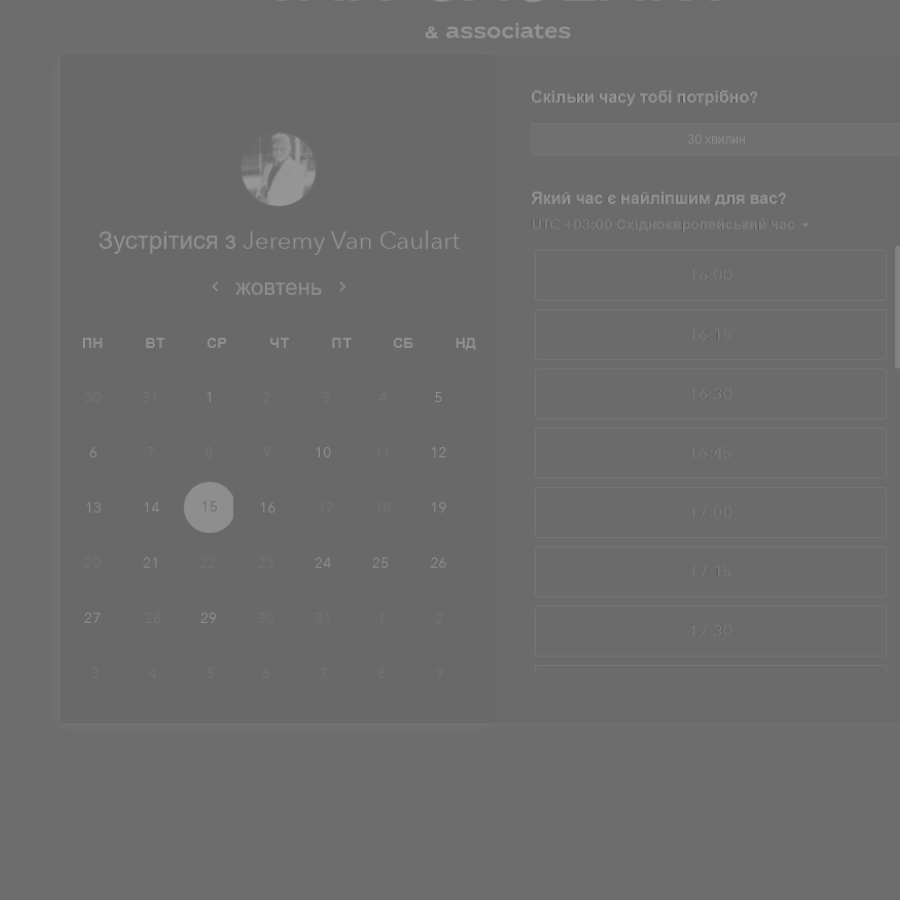 & associates
Зустрітися з Jeremy Van Caulart
жовтень
ПН ВТ СР ЧТ ПТ СБ НД
30 31 1 2 3 4 5
6 7 8 9 10 11 12
13 14 15 16 17 18 19
20 21 22 23 24 25 26
27 28 29 30 31 1 2
3 4 5 6 7 8 9
Скільки часу тобі потрібно?
30 хвилин
Який час є найліпшим для вас?
UTC +03:00 Східноєвропейський час
16:00
16:15
16:30
16:45
17:00
17:15
17:30